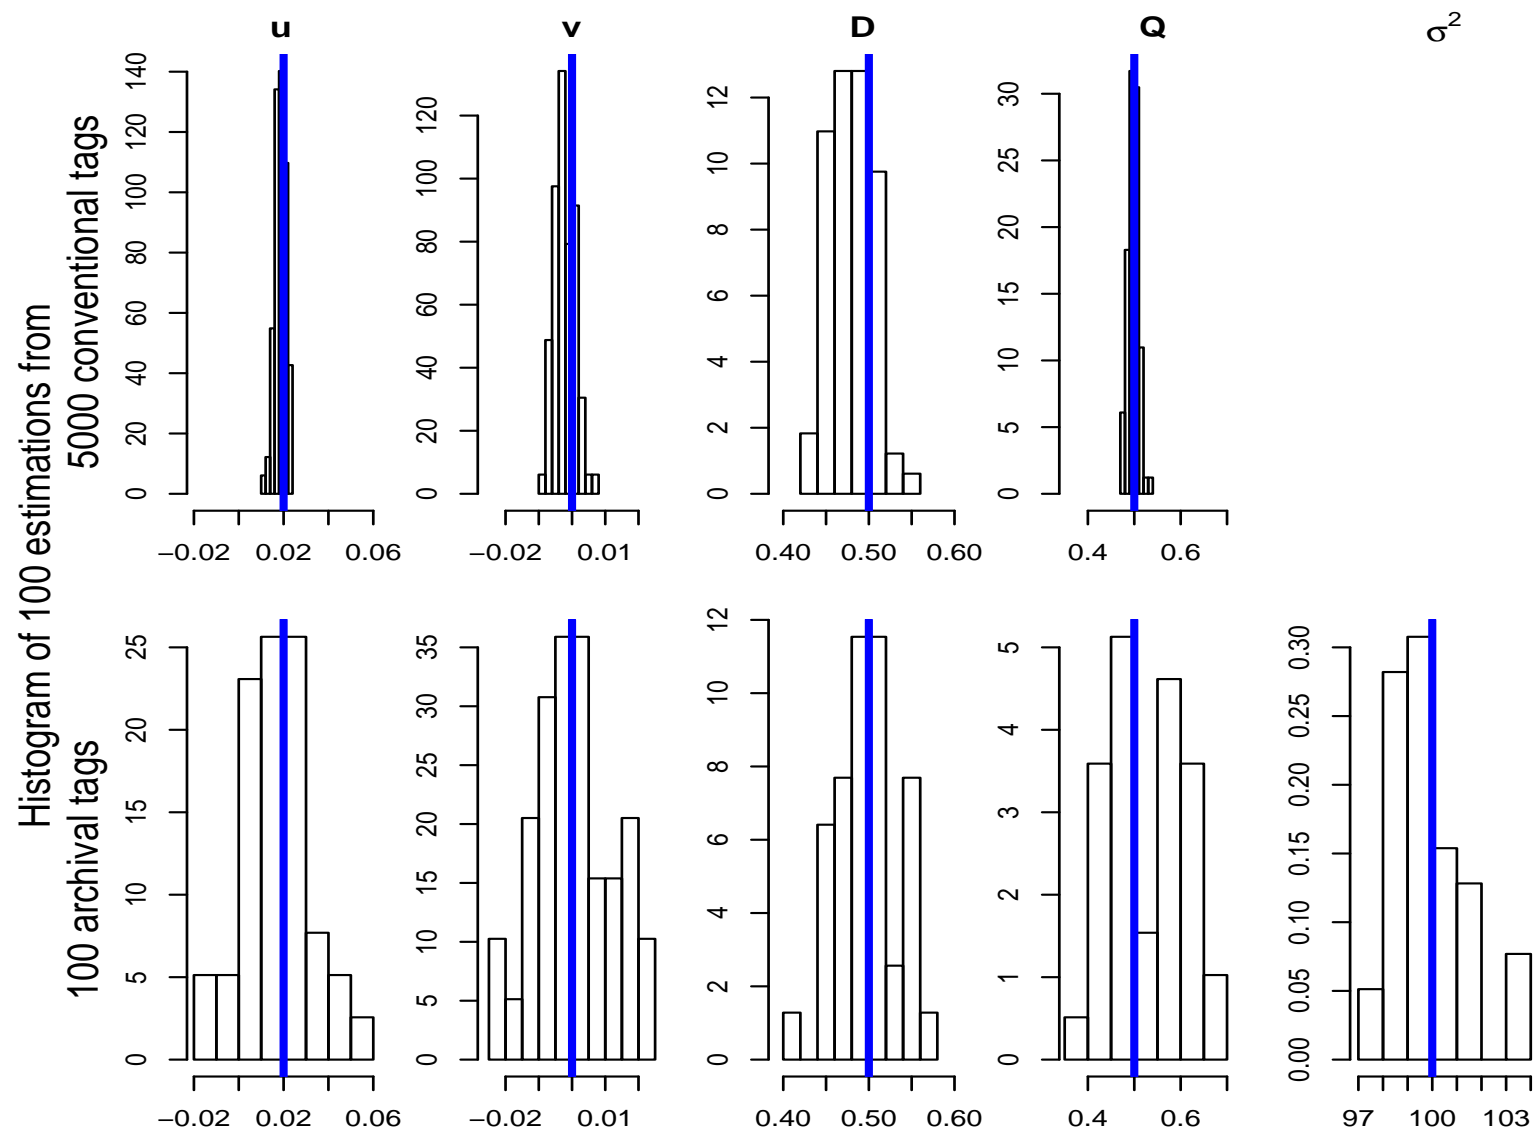 u v D Q σ²
Histogram of 100 estimations from
5000 conventional tags
0 20 40 60 80 100 120 140
−0.02 0.02 0.06
0 20 40 60 80 100 120
−0.02 0.01
0 2 4 6 8 10 12
0.40 0.50 0.60
0 5 10 15 20 25 30
0.4 0.6
100 archival tags
0 5 10 15 20 25
−0.02 0.02 0.06
0 5 10 15 20 25 30 35
−0.02 0.01
0 2 4 6 8 10 12
0.40 0.50 0.60
0 1 2 3 4 5
0.4 0.6
0.00 0.05 0.10 0.15 0.20 0.25 0.30
97 100 103